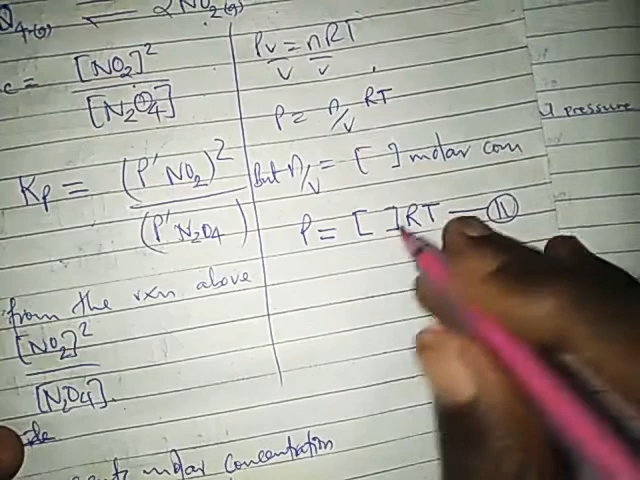 2NO2(g)
c = [NO2]^2
[N2O4]
Kp = (P'NO2)^2
(P'N2O4)
from the rxn above
[NO2]^2
[N2O4].
molar concentration
Pv = nRT
v v
P = n/v RT
But n/v = [ ] molar con
P = [ ]RT — (11)
pressure